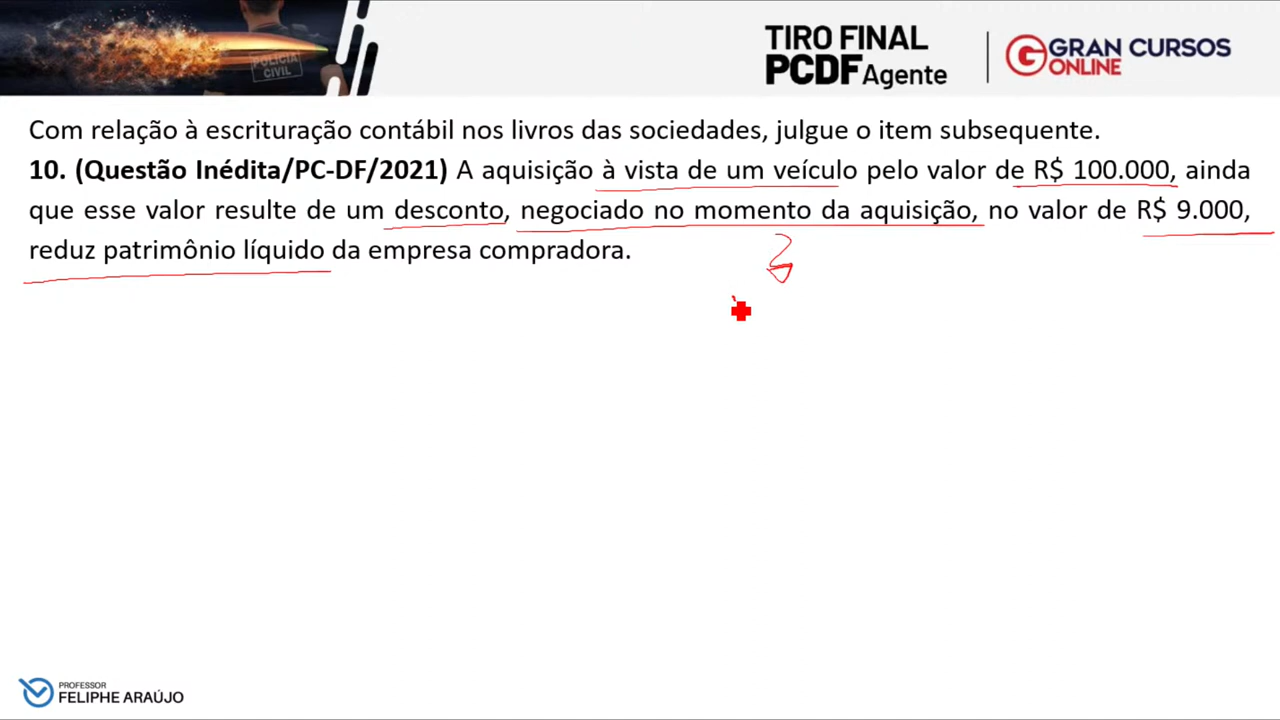 POLÍCIA
CIVIL
TIRO FINAL
PCDF Agente
GRAN CURSOS
ONLINE
Com relação à escrituração contábil nos livros das sociedades, julgue o item subsequente.
10. (Questão Inédita/PC-DF/2021) A aquisição à vista de um veículo pelo valor de R$ 100.000, ainda
que esse valor resulte de um desconto, negociado no momento da aquisição, no valor de R$ 9.000,
reduz patrimônio líquido da empresa compradora.
PROFESSOR
FELIPHE ARAÚJO